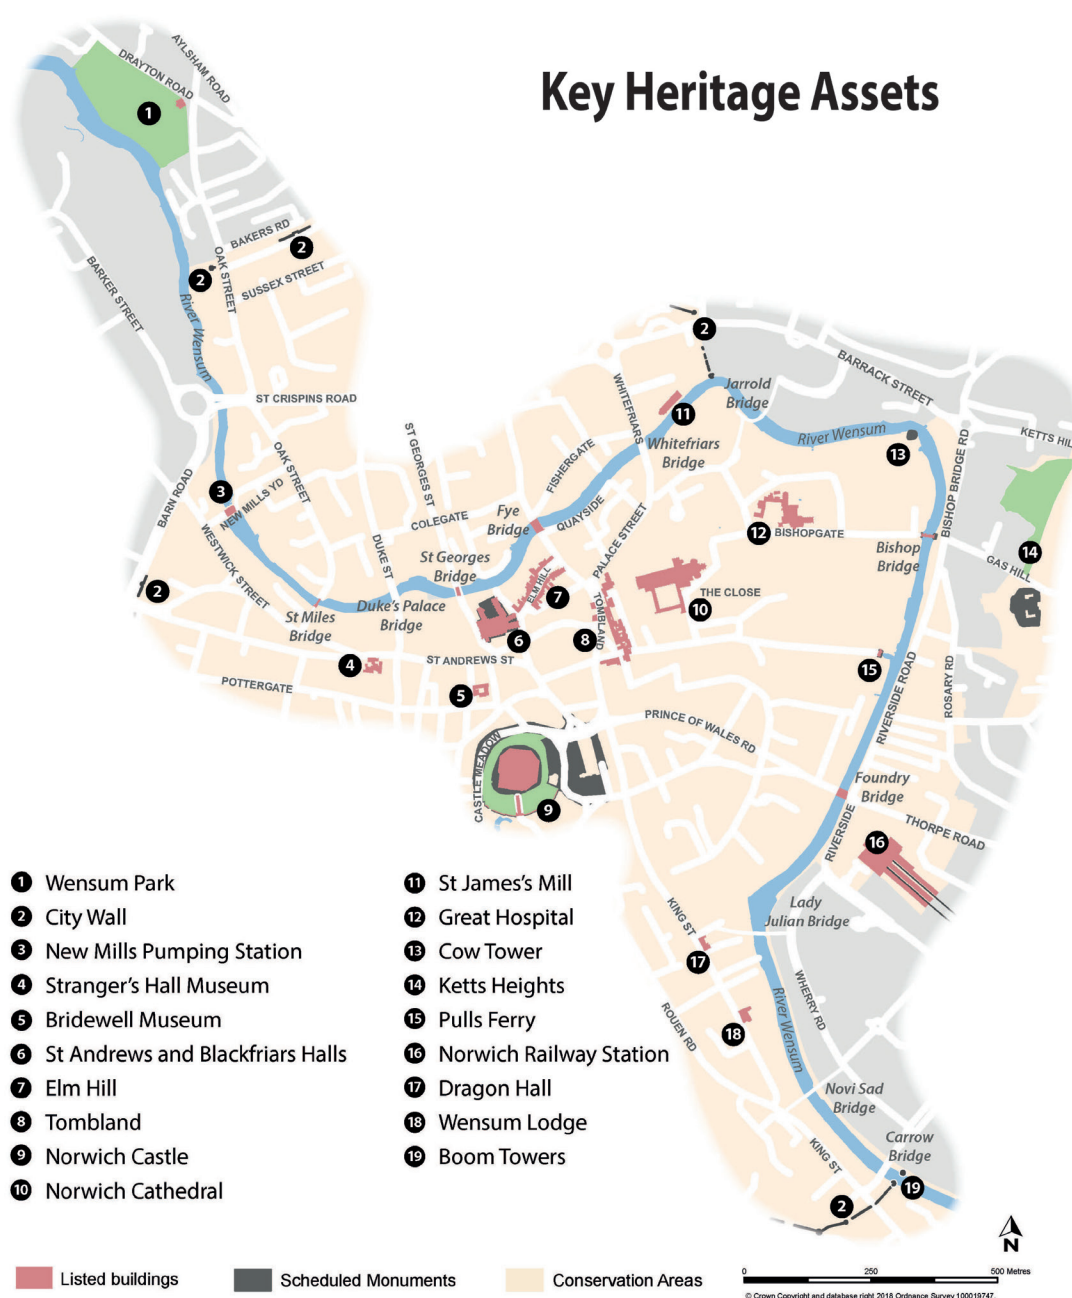 Key Heritage Assets
AYLSHAM ROAD
DRAYTON ROAD
1
BAKERS RD
2
OAK STREET
2
SUSSEX STREET
BARKER STREET
River Wensum
2
BARRACK STREET
Jarrold
Bridge
WHITEFRIARS
ST CRISPINS ROAD
11
River Wensum
13
KETTS HIL
BISHOP BRIDGE RD
ST GEORGES ST
Whitefriars
Bridge
OAK STREET
FISHERGATE
BARN ROAD
3
NEW MILLS YD
QUAYSIDE
Fye
Bridge
COLEGATE
PALACE STREET
12
BISHOPGATE
Bishop
Bridge
14
GAS HILL
WESTWICK STREET
DUKE ST
St Georges
Bridge
ELM HILL
7
2
THE CLOSE
10
St Miles
Bridge
Duke's Palace
Bridge
TOMBLAND
6
8
4
ST ANDREWS ST
15
POTTERGATE
5
RIVERSIDE ROAD
ROSARY RD
PRINCE OF WALES RD
CASTLE MEADOW
9
Foundry
Bridge
RIVERSIDE
THORPE ROAD
16
Lady
Julian Bridge
KING ST
17
WHERRY RD
River Wensum
ROUEN RD
18
Novi Sad
Bridge
KING ST
Carrow
Bridge
19
2
1 Wensum Park
2 City Wall
3 New Mills Pumping Station
4 Stranger's Hall Museum
5 Bridewell Museum
6 St Andrews and Blackfriars Halls
7 Elm Hill
8 Tombland
9 Norwich Castle
10 Norwich Cathedral
11 St James's Mill
12 Great Hospital
13 Cow Tower
14 Ketts Heights
15 Pulls Ferry
16 Norwich Railway Station
17 Dragon Hall
18 Wensum Lodge
19 Boom Towers
N
Listed buildings
Scheduled Monuments
Conservation Areas
0 250 500 Metres
© Crown Copyright and database right 2018 Ordnance Survey 100019747.